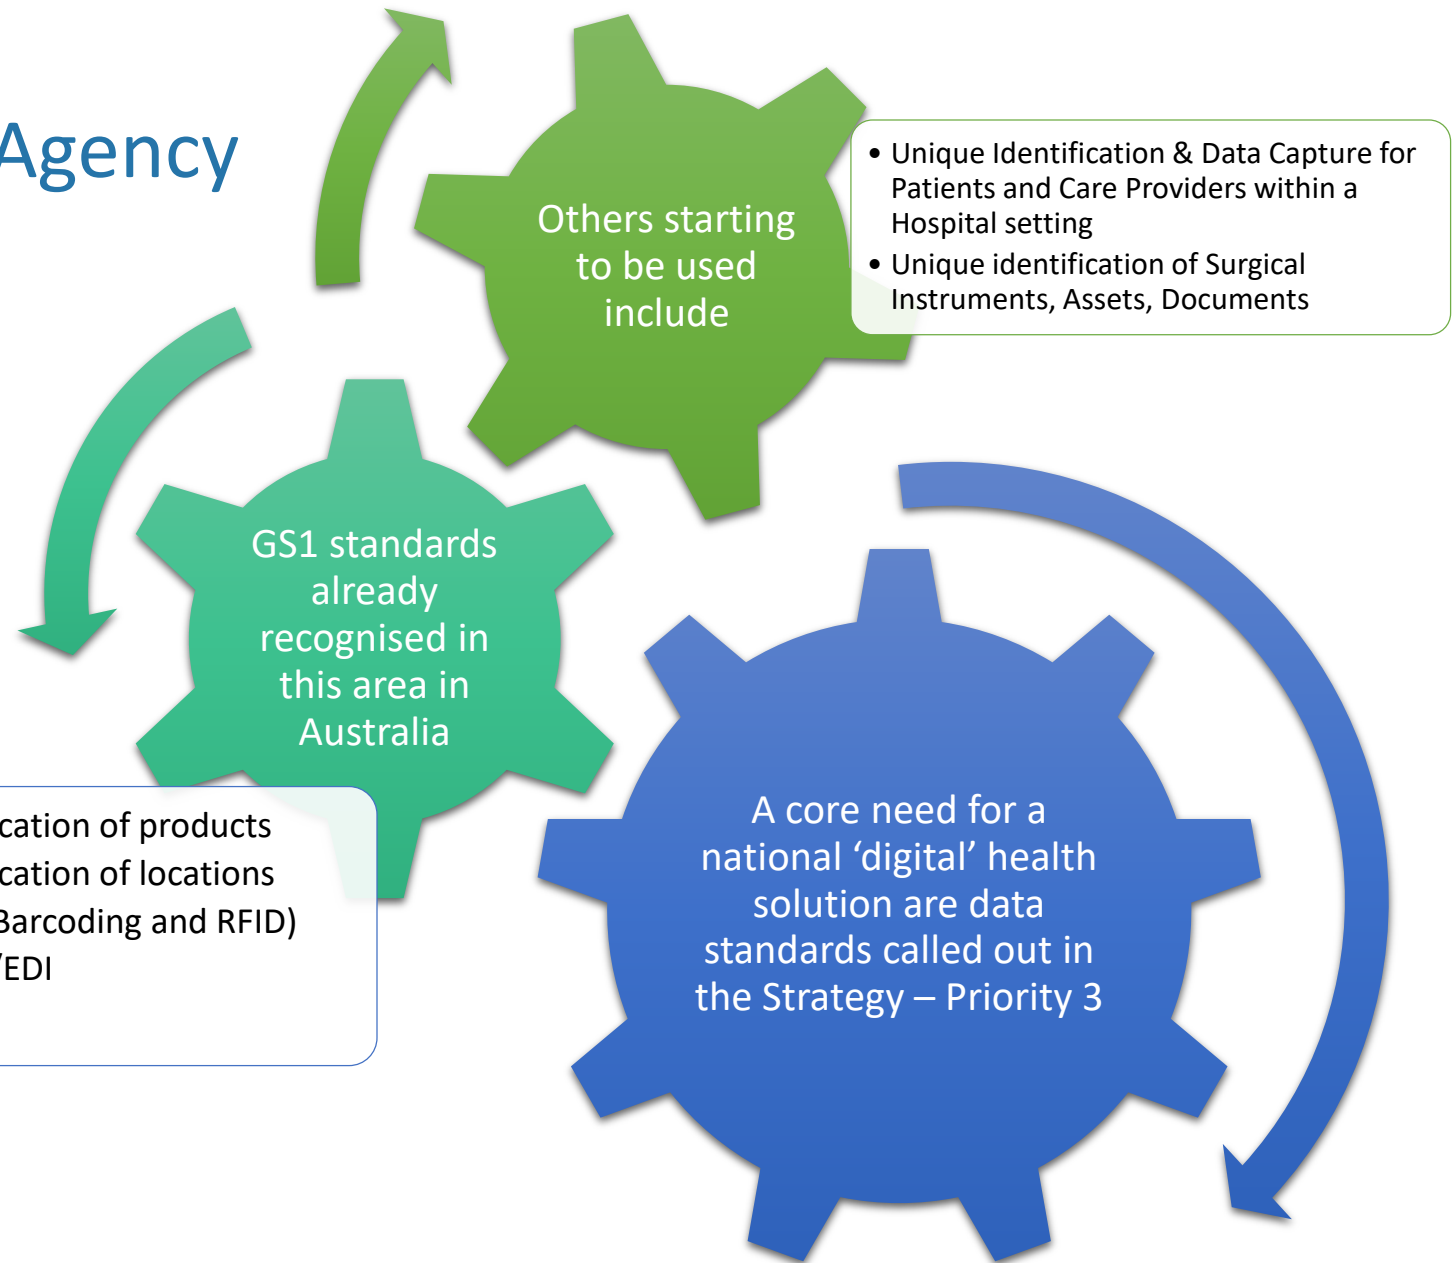 Agency
• Unique Identification & Data Capture for
Patients and Care Providers within a
Hospital setting
• Unique identification of Surgical
Instruments, Assets, Documents
Others starting
to be used
include
GS1 standards
already
recognised in
this area in
Australia
cation of products
cation of locations
Barcoding and RFID)
/EDI
A core need for a
national ‘digital’ health
solution are data
standards called out in
the Strategy – Priority 3